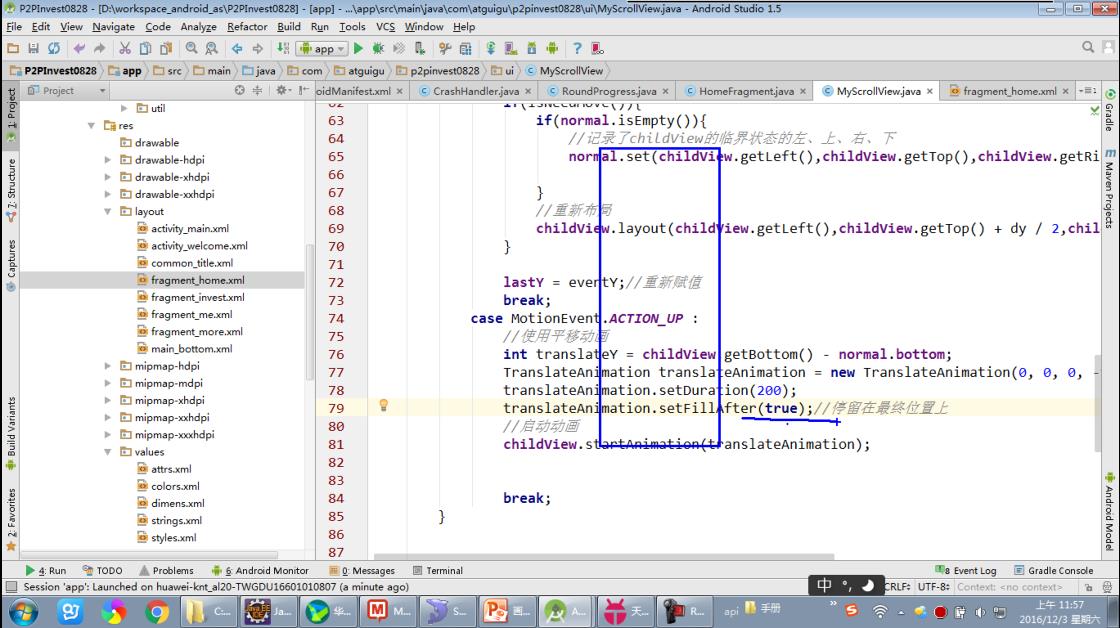 P2PInvest0828 - [D:\workspace_android_as\P2PInvest0828] - [app] - ...\app\src\main\java\com\atguigu\p2pinvest0828\ui\MyScrollView.java - Android Studio 1.5
File Edit View Navigate Code Analyze Refactor Build Run Tools VCS Window Help
app
P2PInvest0828 app src main java com atguigu p2pinvest0828 ui MyScrollView
Project
oidManifest.xml CrashHandler.java RoundProgress.java HomeFragment.java MyScrollView.java fragment_home.xml
1: Project
7: Structure
Captures
Build Variants
2: Favorites
util
res
drawable
drawable-hdpi
drawable-xhdpi
drawable-xxhdpi
layout
activity_main.xml
activity_welcome.xml
common_title.xml
fragment_home.xml
fragment_invest.xml
fragment_me.xml
fragment_more.xml
main_bottom.xml
mipmap-hdpi
mipmap-mdpi
mipmap-xhdpi
mipmap-xxhdpi
mipmap-xxxhdpi
values
attrs.xml
colors.xml
dimens.xml
strings.xml
styles.xml
62 if(isNeedMove()){
63 if(normal.isEmpty()){
64 //记录了childView的临界状态的左、上、右、下
65 normal.set(childView.getLeft(),childView.getTop(),childView.getRi
66
67 }
68 //重新布局
69 childView.layout(childView.getLeft(),childView.getTop() + dy / 2,chil
70 }
71
72 lastY = eventY;//重新赋值
73 break;
74 case MotionEvent.ACTION_UP :
75 //使用平移动画
76 int translateY = childView.getBottom() - normal.bottom;
77 TranslateAnimation translateAnimation = new TranslateAnimation(0, 0, 0, -
78 translateAnimation.setDuration(200);
79 translateAnimation.setFillAfter(true);//停留在最终位置上
80 //启动动画
81 childView.startAnimation(translateAnimation);
82
83
84 break;
85 }
86
87
Gradle
Maven Projects
Android Model
4: Run TODO Problems 6: Android Monitor 0: Messages Terminal 8 Event Log Gradle Console
Session 'app': Launched on huawei-knt_al20-TWGDU16601010807 (a minute ago)
中 °, CRLF÷ UTF-8÷ Context: <no context>
C... Ja... 华... M... S... 画... A... 天... R... api 手册
上午 11:57
2016/12/3 星期六